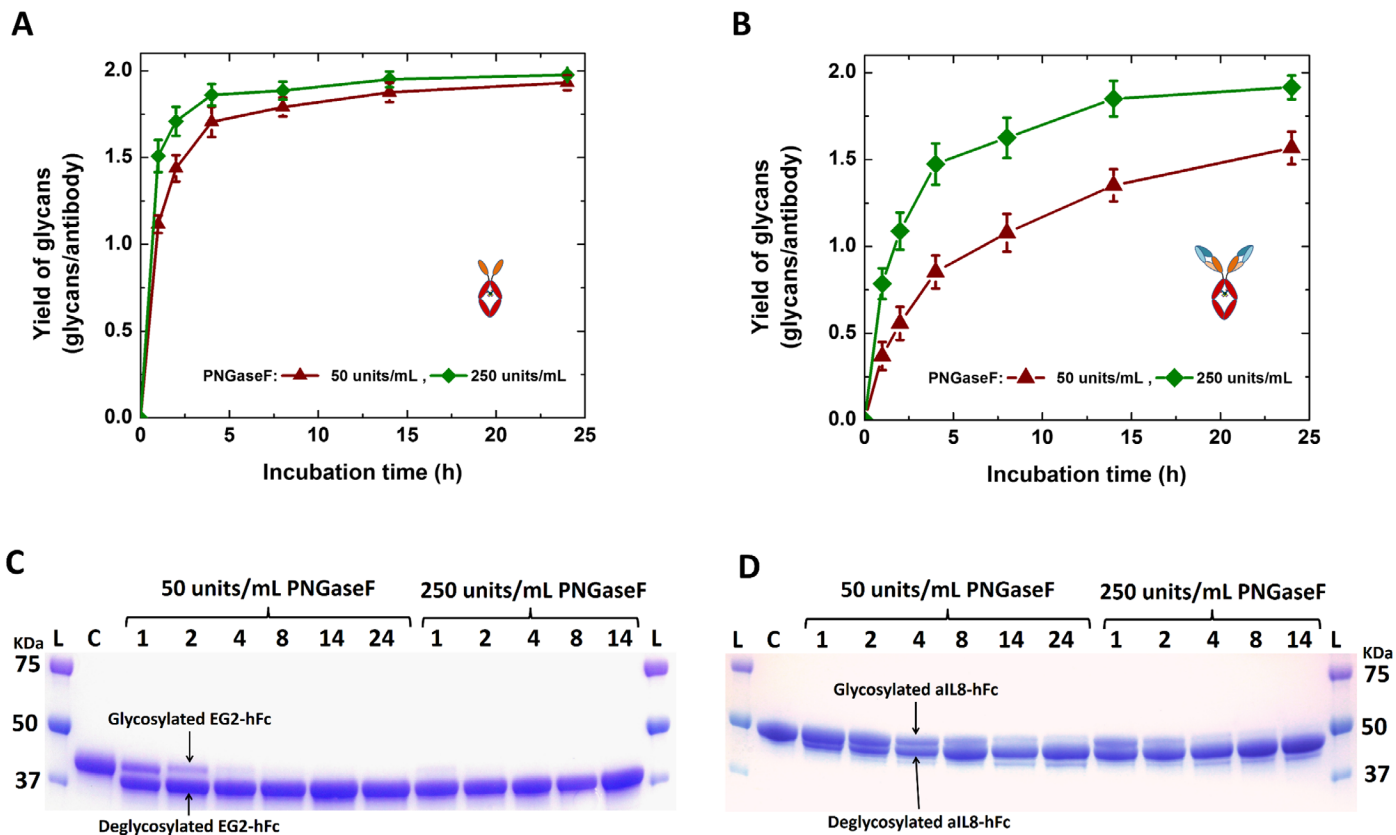 A
Yield of glycans
(glycans/antibody)
2.0
1.5
1.0
0.5
0.0
PNGaseF: 50 units/mL , 250 units/mL
0 5 10 15 20 25
Incubation time (h)
B
Yield of glycans
(glycans/antibody)
2.0
1.5
1.0
0.5
0.0
PNGaseF: 50 units/mL , 250 units/mL
0 5 10 15 20 25
Incubation time (h)
C
50 units/mL PNGaseF 250 units/mL PNGaseF
KDa L C 1 2 4 8 14 24 1 2 4 8 14 L
75
50
37
Glycosylated EG2-hFc
Deglycosylated EG2-hFc
D
50 units/mL PNGaseF 250 units/mL PNGaseF
L C 1 2 4 8 14 24 1 2 4 8 14 L KDa
75
50
37
Glycosylated aIL8-hFc
Deglycosylated aIL8-hFc